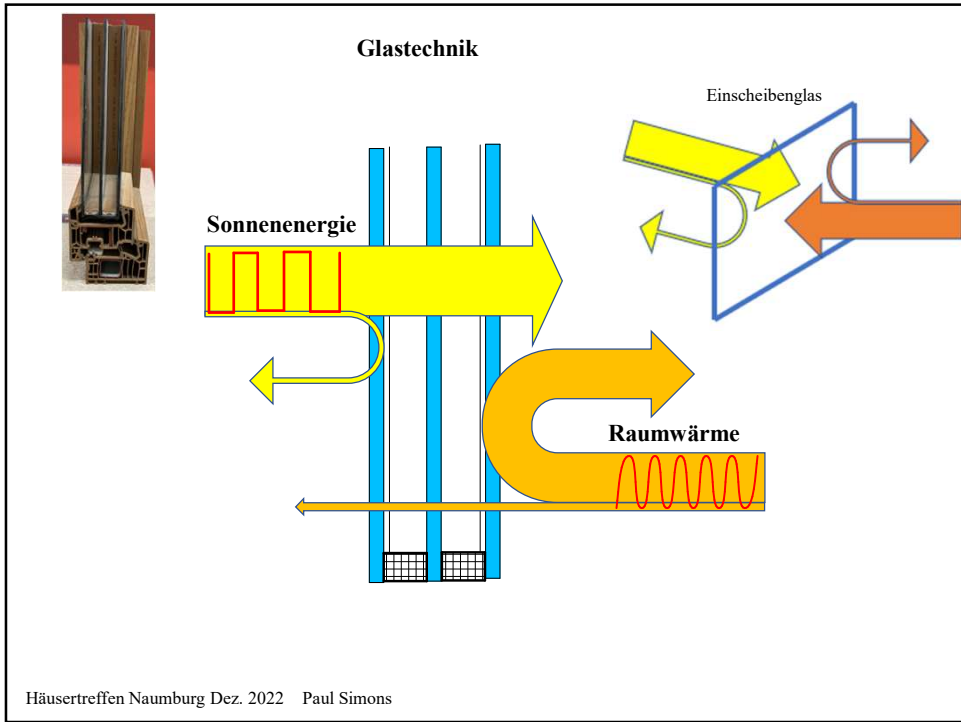 Glastechnik
Einscheibenglas
Sonnenenergie
Raumwärme
Häusertreffen Naumburg Dez. 2022 Paul Simons